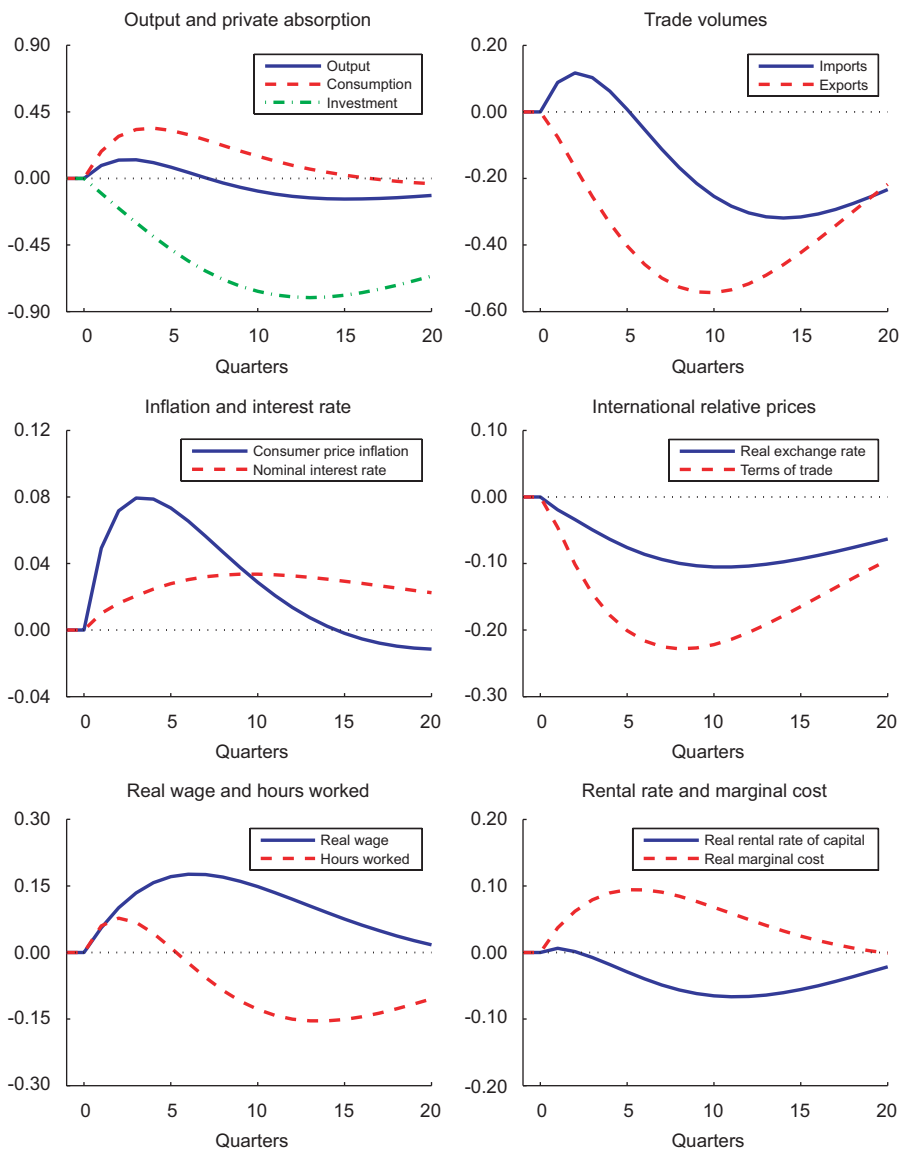 Output and private absorption
0.90
0.45
0.00
-0.45
-0.90
Output
Consumption
Investment
0 5 10 15 20
Quarters
Trade volumes
0.20
0.00
-0.20
-0.40
-0.60
Imports
Exports
0 5 10 15 20
Quarters
Inflation and interest rate
0.12
0.08
0.04
0.00
-0.04
Consumer price inflation
Nominal interest rate
0 5 10 15 20
Quarters
International relative prices
0.10
0.00
-0.10
-0.20
-0.30
Real exchange rate
Terms of trade
0 5 10 15 20
Quarters
Real wage and hours worked
0.30
0.15
0.00
-0.15
-0.30
Real wage
Hours worked
0 5 10 15 20
Quarters
Rental rate and marginal cost
0.20
0.10
0.00
-0.10
-0.20
Real rental rate of capital
Real marginal cost
0 5 10 15 20
Quarters